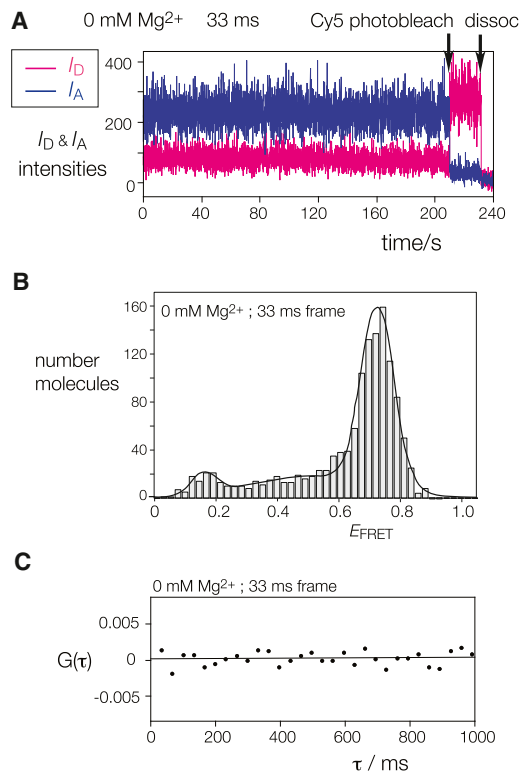 A
0 mM Mg2+ 33 ms
Cy5 photobleach
dissoc
ID
IA
ID & IA
intensities
400
200
0
0 40 80 120 160 200 240
time/s
B
0 mM Mg2+ ; 33 ms frame
number
molecules
160
120
80
40
0
0 0.2 0.4 0.6 0.8 1.0
EFRET
C
0 mM Mg2+ ; 33 ms frame
G(τ)
0.005
0
-0.005
0 200 400 600 800 1000
τ / ms